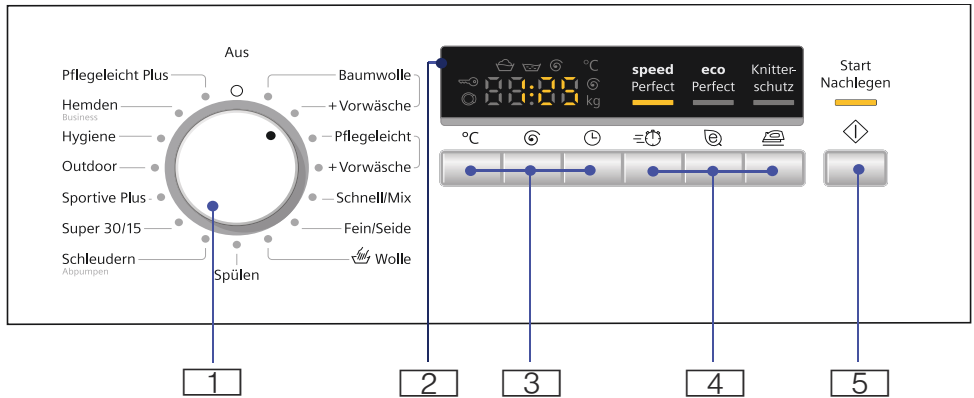 Aus
Pflegeleicht Plus
Hemden
Business
Hygiene
Outdoor
Sportive Plus
Super 30/15
Schleudern
Abpumpen
Spülen
Baumwolle
+Vorwäsche
Pflegeleicht
+Vorwäsche
Schnell/Mix
Fein/Seide
Wolle
°C
1:25
kg
speed
Perfect
eco
Perfect
Knitter-
schutz
Start
Nachlegen
°C
e
1
2
3
4
5